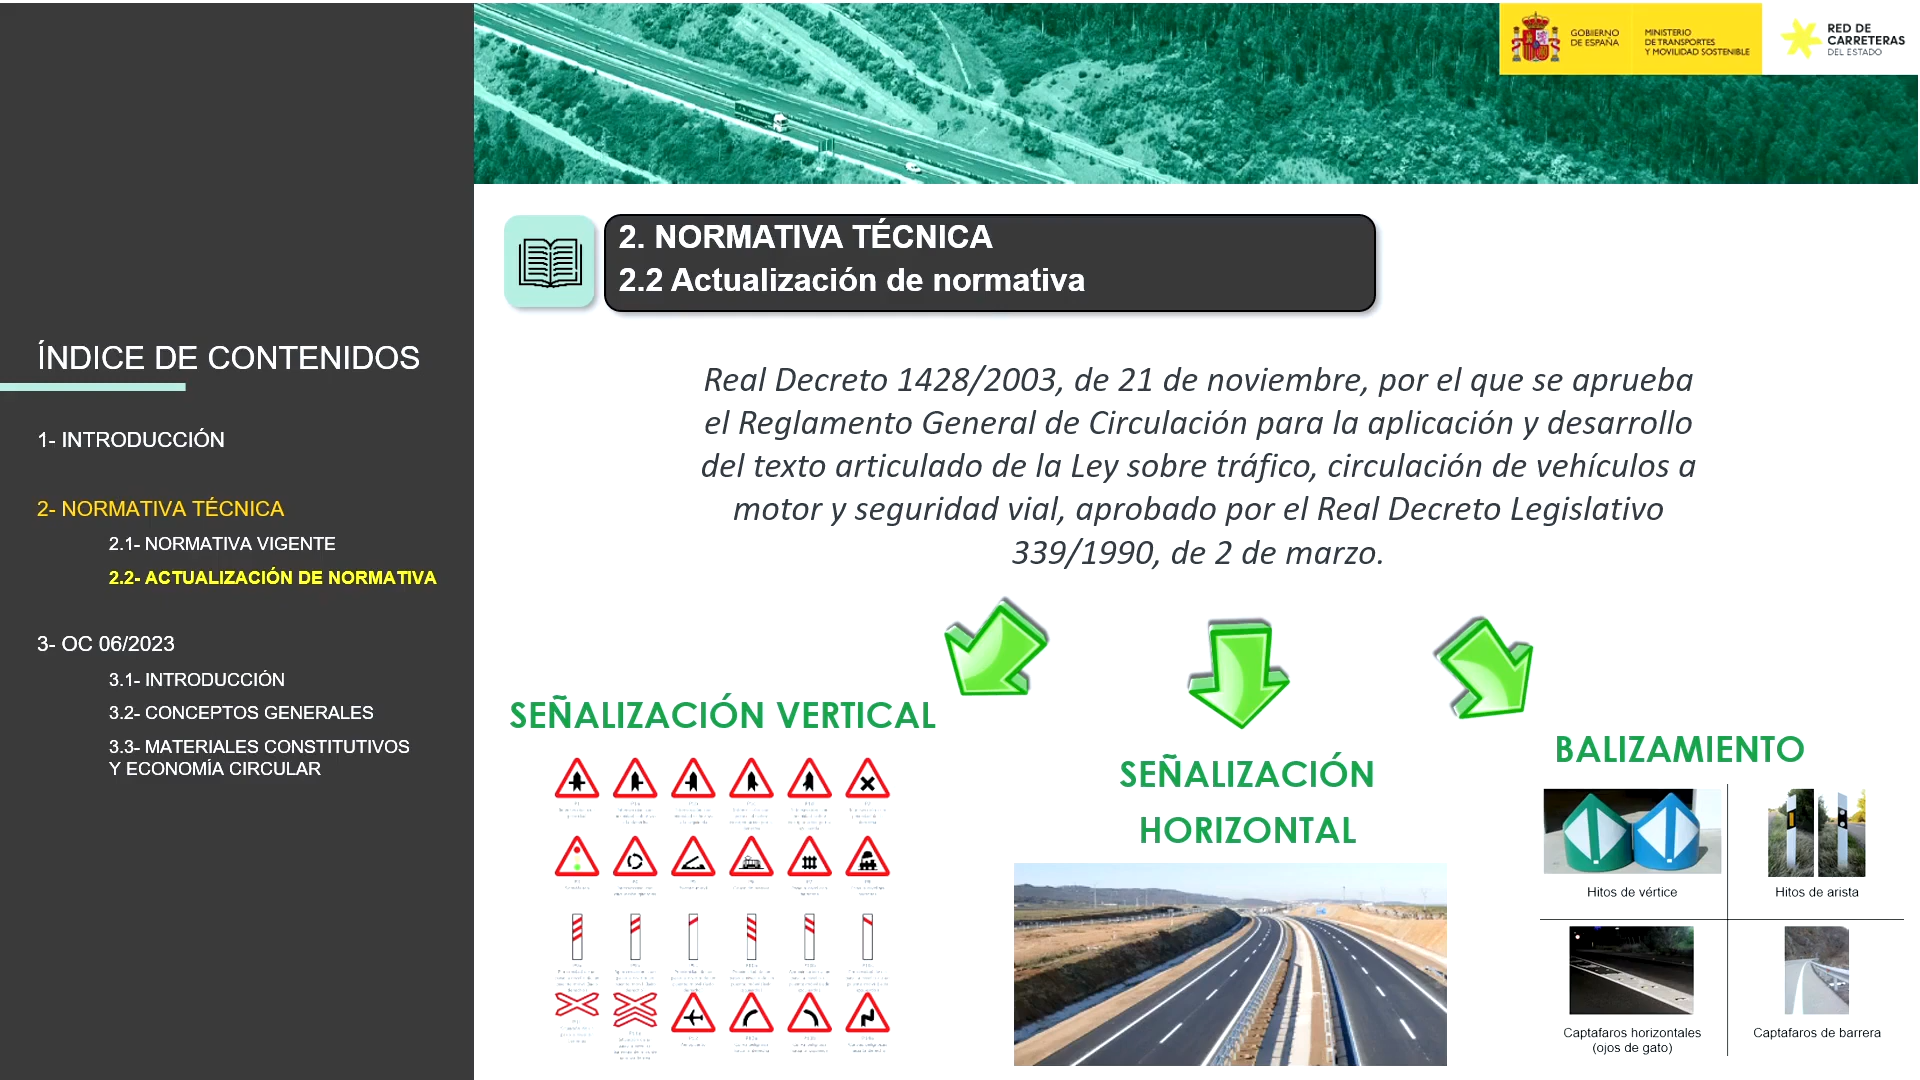 GOBIERNO
DE ESPAÑA
MINISTERIO
DE TRANSPORTES
Y MOVILIDAD SOSTENIBLE
RED DE
CARRETERAS
DEL ESTADO
2. NORMATIVA TÉCNICA
2.2 Actualización de normativa
ÍNDICE DE CONTENIDOS
1- INTRODUCCIÓN
2- NORMATIVA TÉCNICA
2.1- NORMATIVA VIGENTE
2.2- ACTUALIZACIÓN DE NORMATIVA
3- OC 06/2023
3.1- INTRODUCCIÓN
3.2- CONCEPTOS GENERALES
3.3- MATERIALES CONSTITUTIVOS
Y ECONOMÍA CIRCULAR
Real Decreto 1428/2003, de 21 de noviembre, por el que se aprueba
el Reglamento General de Circulación para la aplicación y desarrollo
del texto articulado de la Ley sobre tráfico, circulación de vehículos a
motor y seguridad vial, aprobado por el Real Decreto Legislativo
339/1990, de 2 de marzo.
SEÑALIZACIÓN VERTICAL
SEÑALIZACIÓN
HORIZONTAL
BALIZAMIENTO
Hitos de vértice
Hitos de arista
Captafaros horizontales
(ojos de gato)
Captafaros de barrera